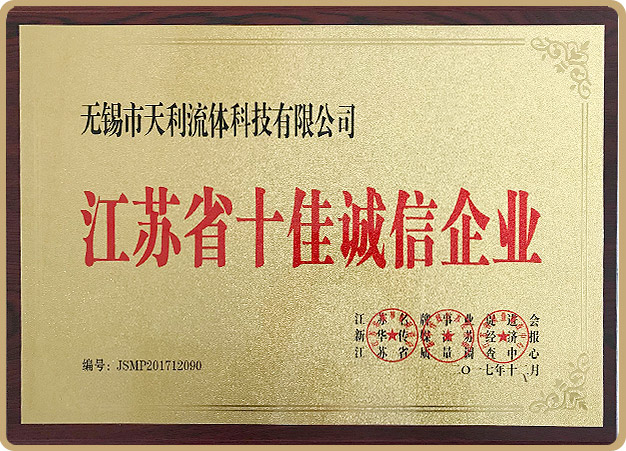 无锡市天利流体科技有限公司
江苏省十佳诚信企业
江苏名牌事业促进会
新华传媒 苏经济报
江苏省质量调查中心
编号：JSMP201712090
二〇一七年十二月